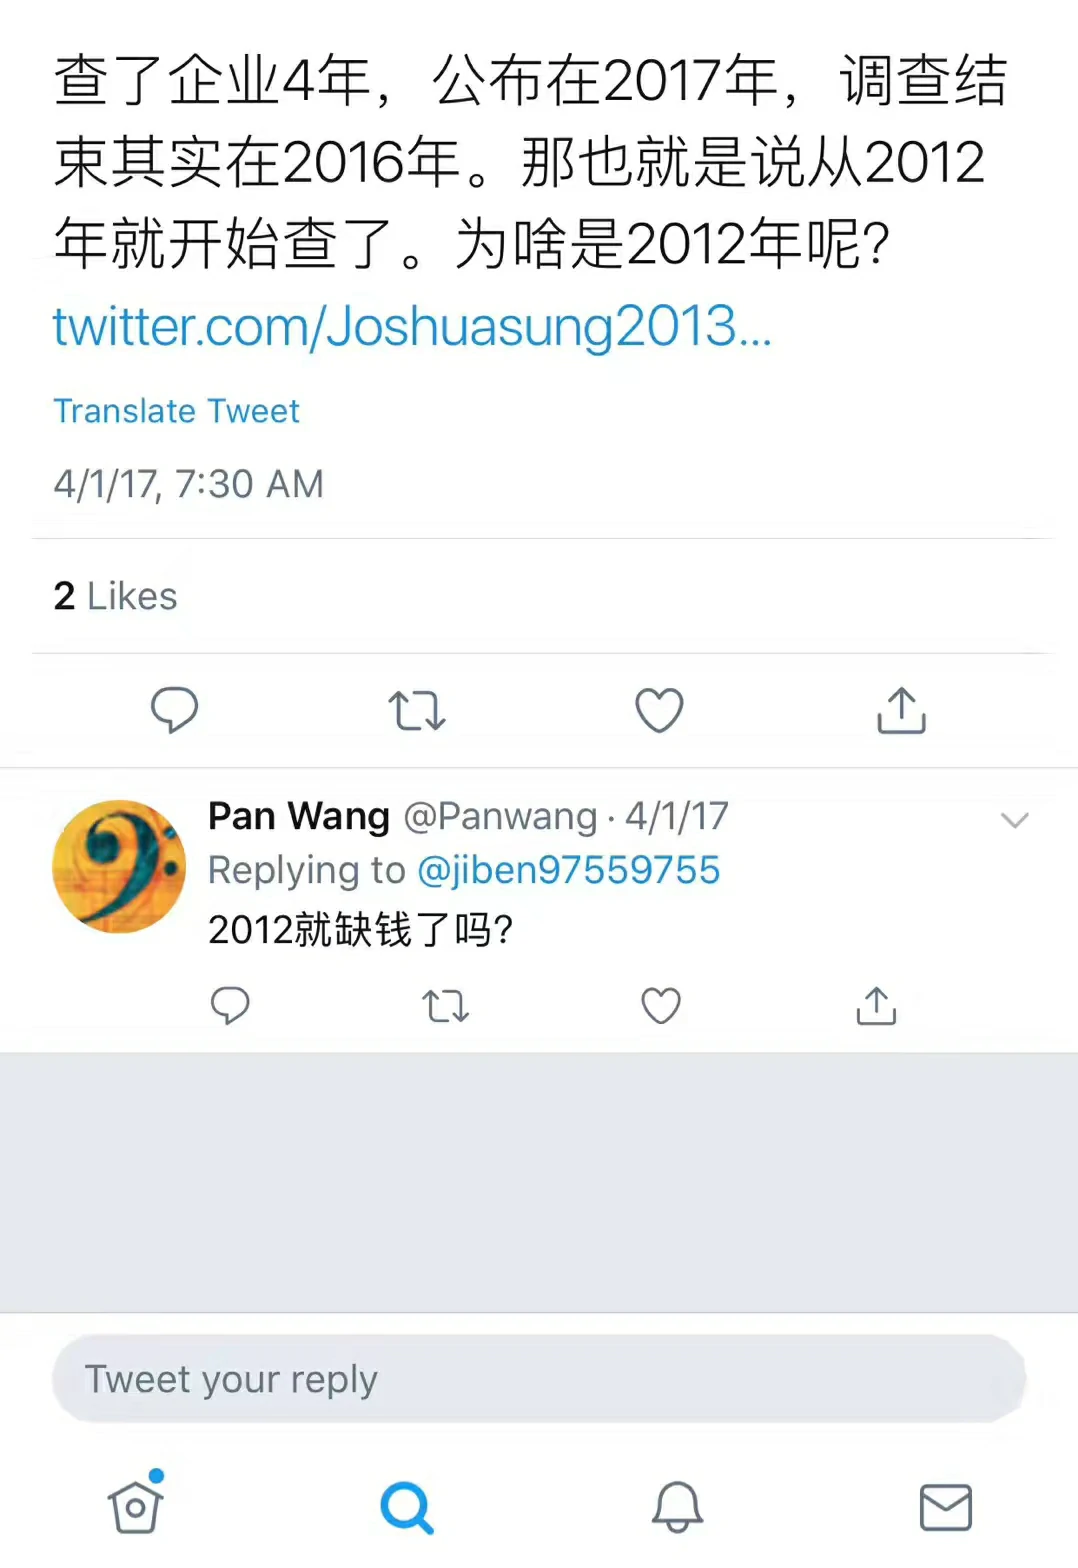 查了企业4年，公布在2017年，调查结
束其实在2016年。那也就是说从2012
年就开始查了。为啥是2012年呢？
twitter.com/Joshuasung2013...
Translate Tweet
4/1/17, 7:30 AM
2 Likes
Pan Wang @Panwang · 4/1/17
Replying to @jiben97559755
2012就缺钱了吗？
Tweet your reply